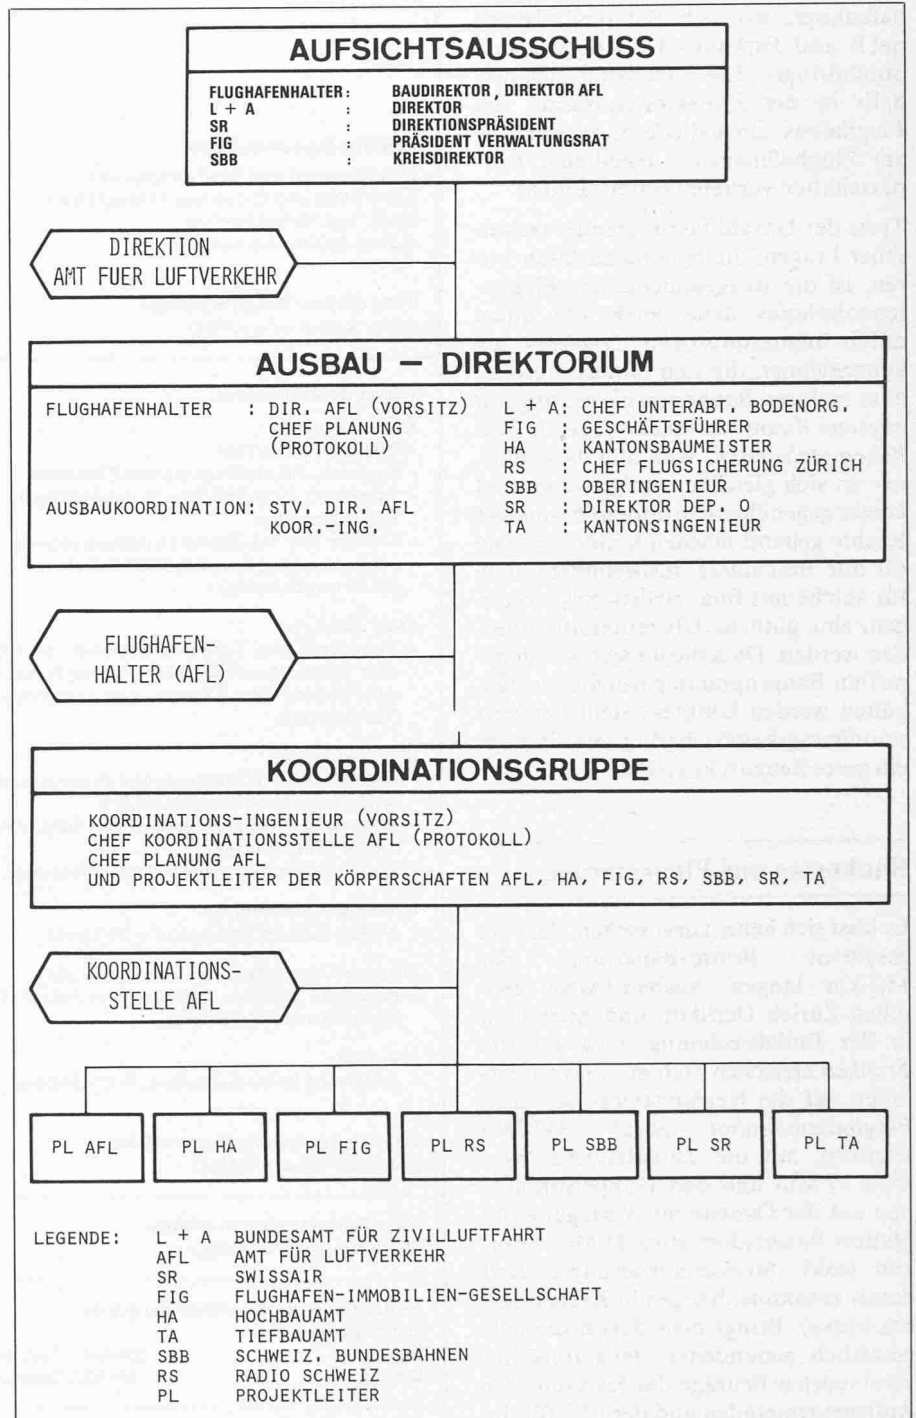 AUFSICHTSAUSSCHUSS
FLUGHAFENHALTER: BAUDIREKTOR, DIREKTOR AFL
L + A : DIREKTOR
SR : DIREKTIONSPRÄSIDENT
FIG : PRÄSIDENT VERWALTUNGSRAT
SBB : KREISDIREKTOR
DIREKTION
AMT FUER LUFTVERKEHR
AUSBAU – DIREKTORIUM
FLUGHAFENHALTER : DIR. AFL (VORSITZ)
CHEF PLANUNG
(PROTOKOLL)
AUSBAUKOORDINATION: STV. DIR. AFL
KOOR.-ING.
L + A: CHEF UNTERABT. BODENORG.
FIG : GESCHÄFTSFÜHRER
HA : KANTONSBAUMEISTER
RS : CHEF FLUGSICHERUNG ZÜRICH
SBB : OBERINGENIEUR
SR : DIREKTOR DEP. I
TA : KANTONSINGENIEUR
FLUGHAFEN-
HALTER (AFL)
KOORDINATIONSGRUPPE
KOORDINATIONS-INGENIEUR (VORSITZ)
CHEF KOORDINATIONSSTELLE AFL (PROTOKOLL)
CHEF PLANUNG AFL
UND PROJEKTLEITER DER KÖRPERSCHAFTEN AFL, HA, FIG, RS, SBB, SR, TA
KOORDINATIONS-
STELLE AFL
PL AFL PL HA PL FIG PL RS PL SBB PL SR PL TA
LEGENDE: L + A BUNDESAMT FÜR ZIVILLUFTFAHRT
AFL AMT FÜR LUFTVERKEHR
SR SWISSAIR
FIG FLUGHAFEN-IMMOBILIEN-GESELLSCHAFT
HA HOCHBAUAMT
TA TIEFBAUAMT
SBB SCHWEIZ. BUNDESBAHNEN
RS RADIO SCHWEIZ
PL PROJEKTLEITER